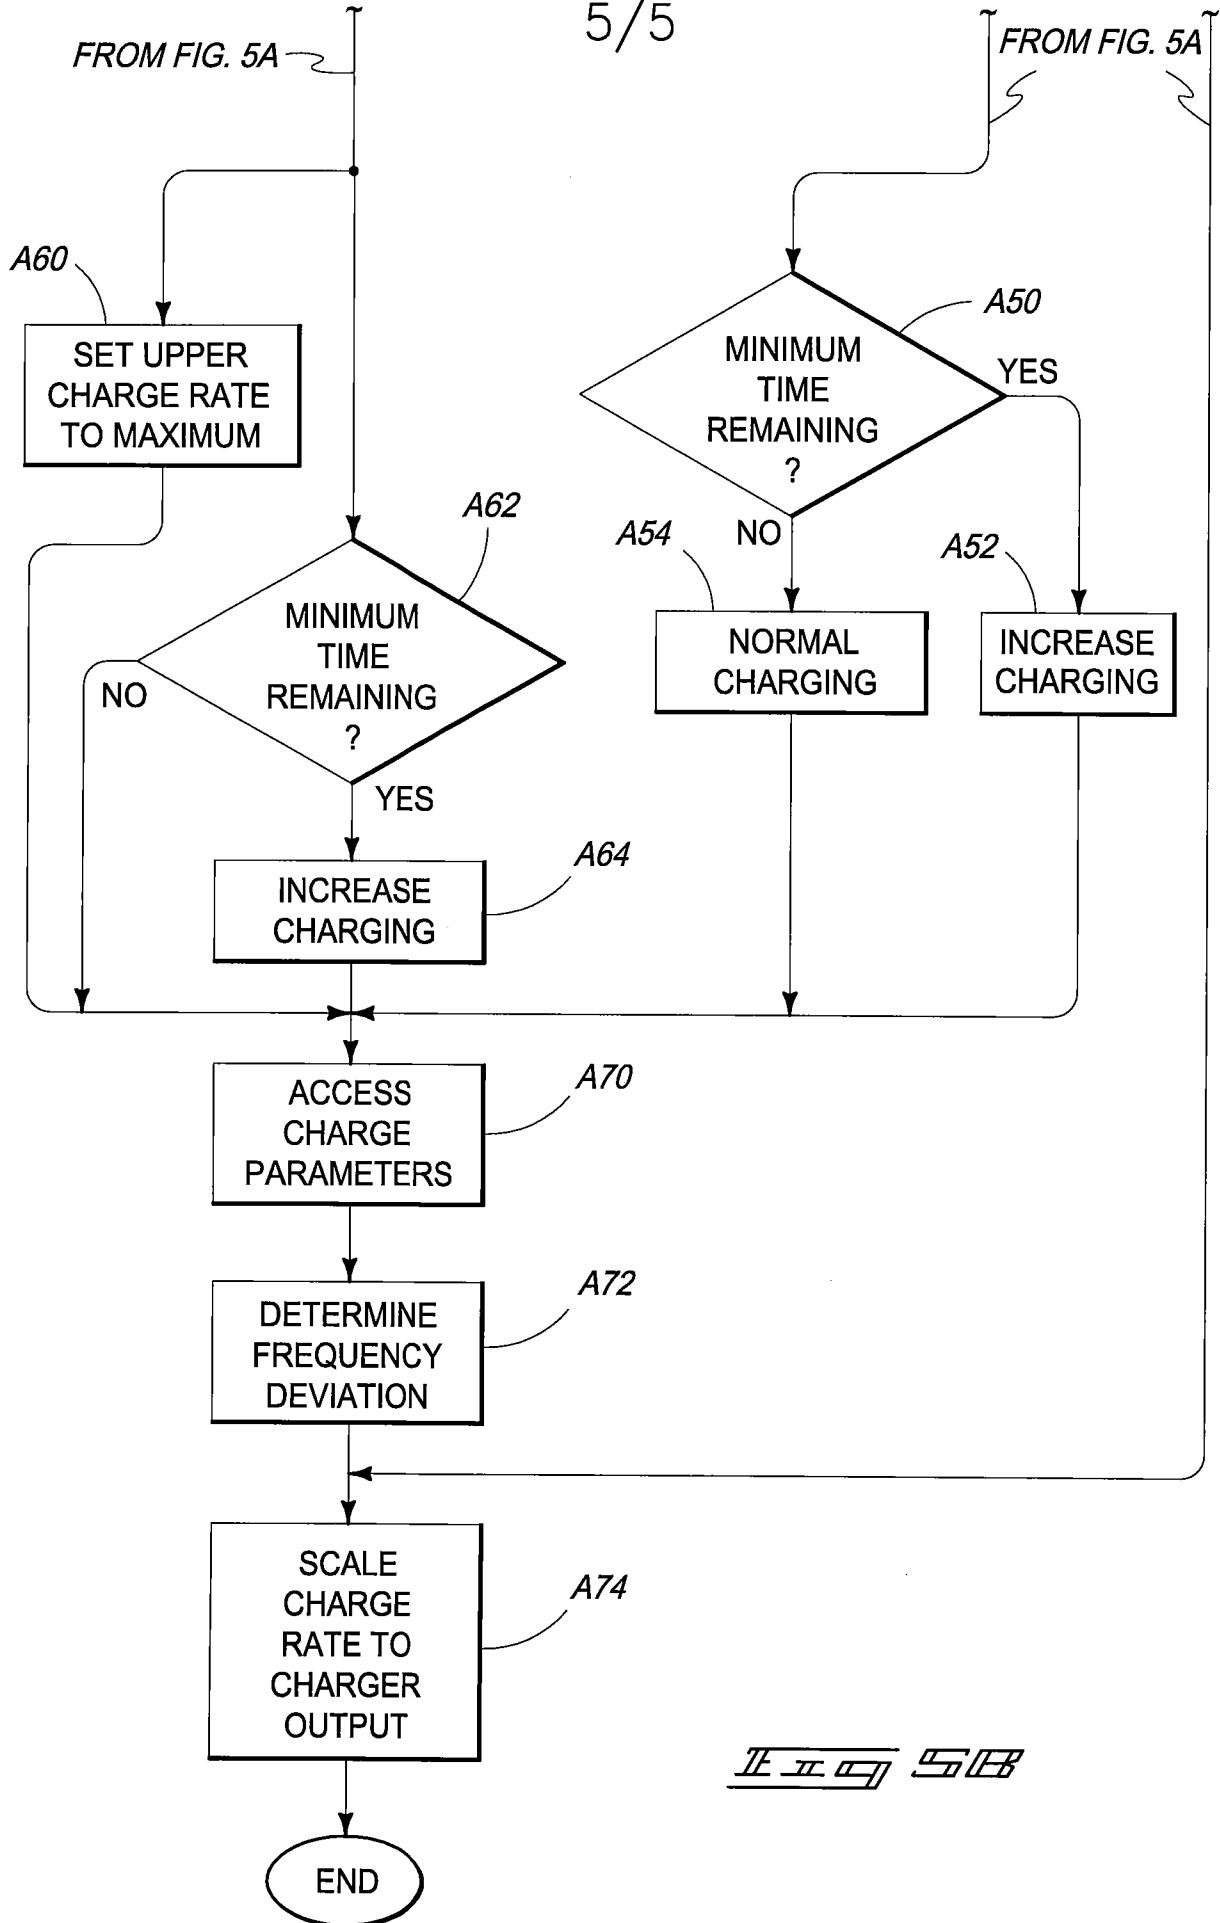 5/5
FROM FIG. 5A
FROM FIG. 5A
A60
SET UPPER
CHARGE RATE
TO MAXIMUM
A50
MINIMUM
TIME
REMAINING
?
YES
NO
A62
MINIMUM
TIME
REMAINING
?
NO
YES
A54
NORMAL
CHARGING
A52
INCREASE
CHARGING
A64
INCREASE
CHARGING
A70
ACCESS
CHARGE
PARAMETERS
A72
DETERMINE
FREQUENCY
DEVIATION
A74
SCALE
CHARGE
RATE TO
CHARGER
OUTPUT
END
FIG 5B